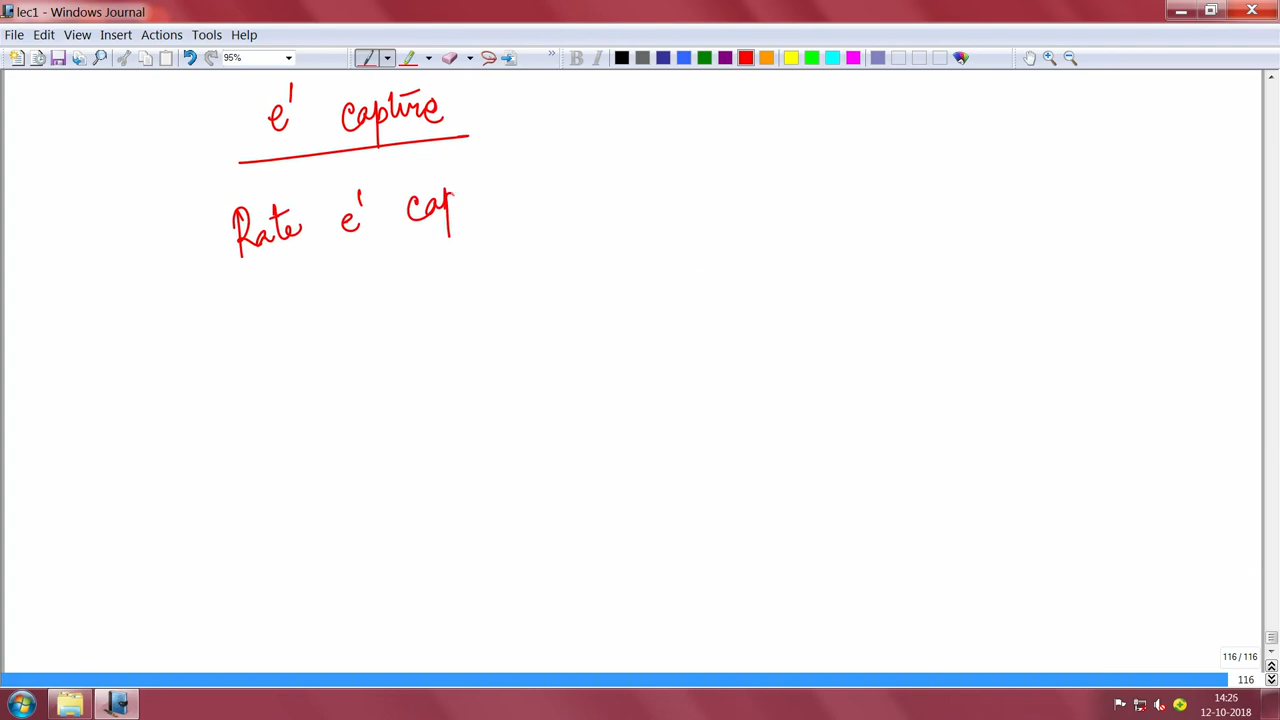 lec1 - Windows Journal
File Edit View Insert Actions Tools Help
95%
e' capture
Rate e' cap
116 / 116
116
14:25
12-10-2018